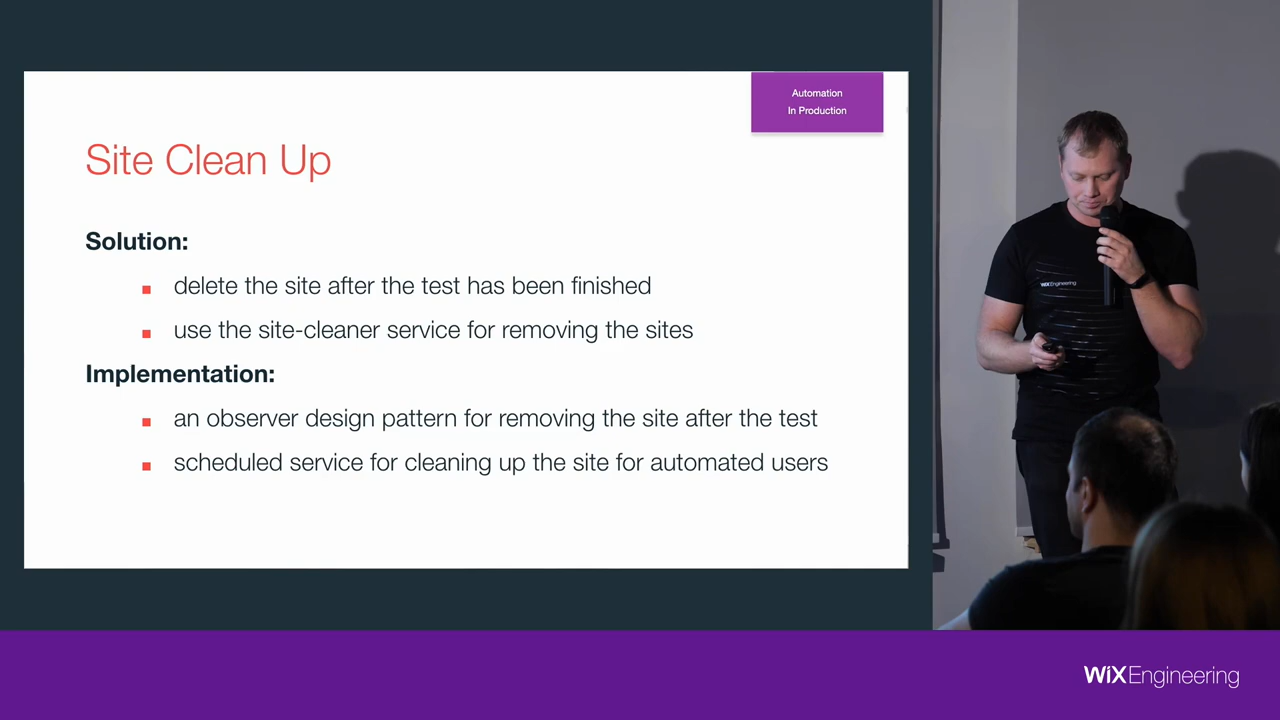 Automation
In Production
Site Clean Up
Solution:
delete the site after the test has been finished
use the site-cleaner service for removing the sites
Implementation:
an observer design pattern for removing the site after the test
scheduled service for cleaning up the site for automated users
WiXEngineering
WiXEngineering